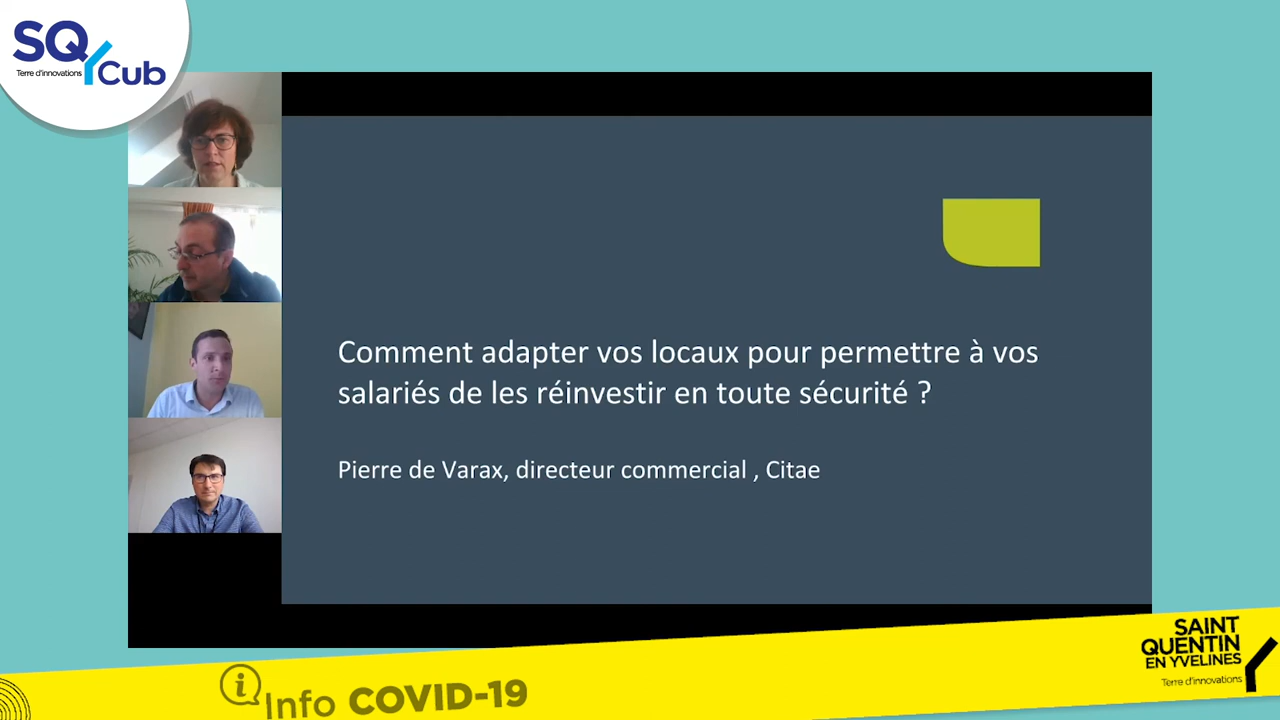 SQY Cub
Terre d'innovations
Comment adapter vos locaux pour permettre à vos
salariés de les réinvestir en toute sécurité ?
Pierre de Varax, directeur commercial , Citae
i Info COVID-19
SAINT
QUENTIN
EN YVELINES
Terre d'innovations